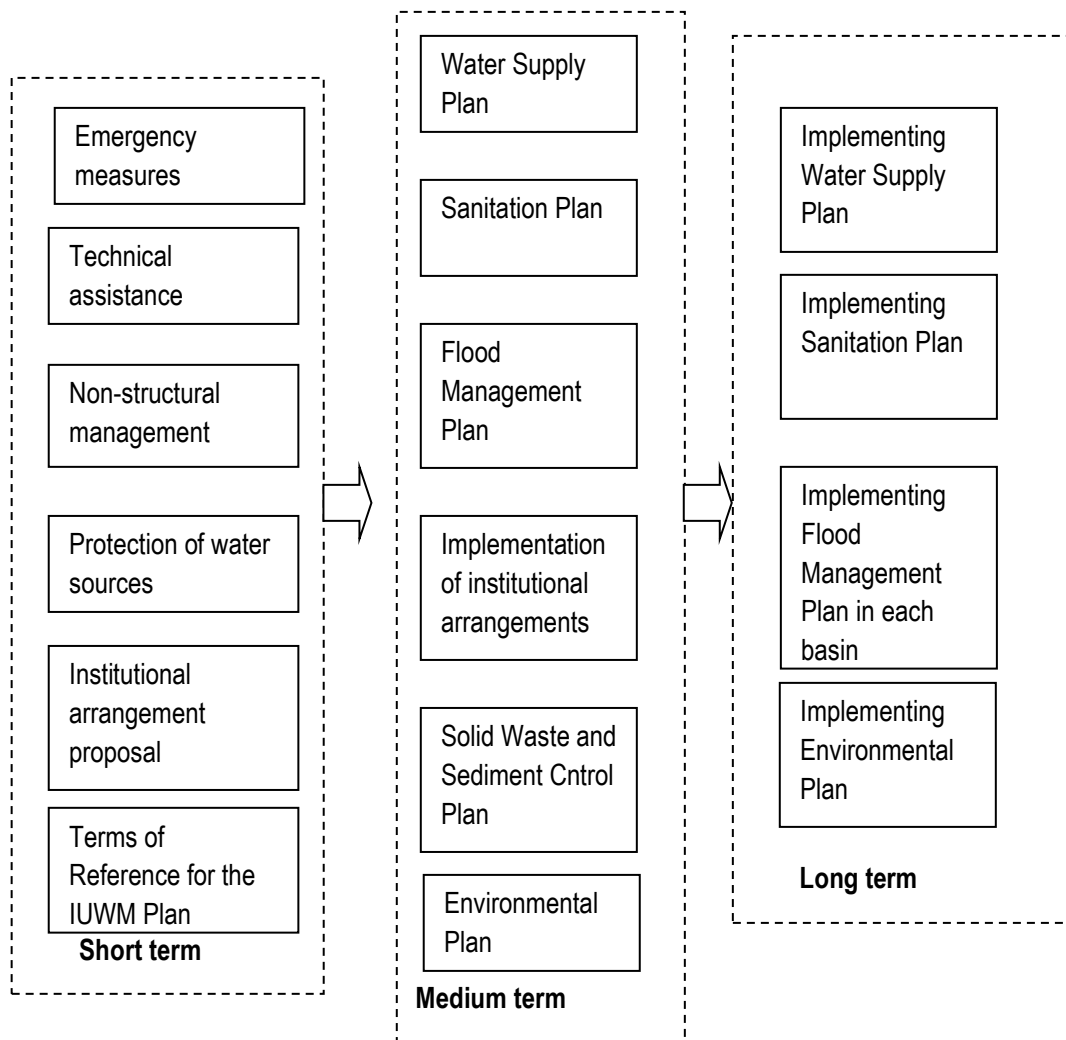 Emergency
measures
Technical
assistance
Non-structural
management
Protection of water
sources
Institutional
arrangement
proposal
Terms of
Reference for the
IUWM Plan
Short term
Water Supply
Plan
Sanitation Plan
Flood
Management
Plan
Implementation
of institutional
arrangements
Solid Waste and
Sediment Cntrol
Plan
Environmental
Plan
Medium term
Implementing
Water Supply
Plan
Implementing
Sanitation Plan
Implementing
Flood
Management
Plan in each
basin
Implementing
Environmental
Plan
Long term